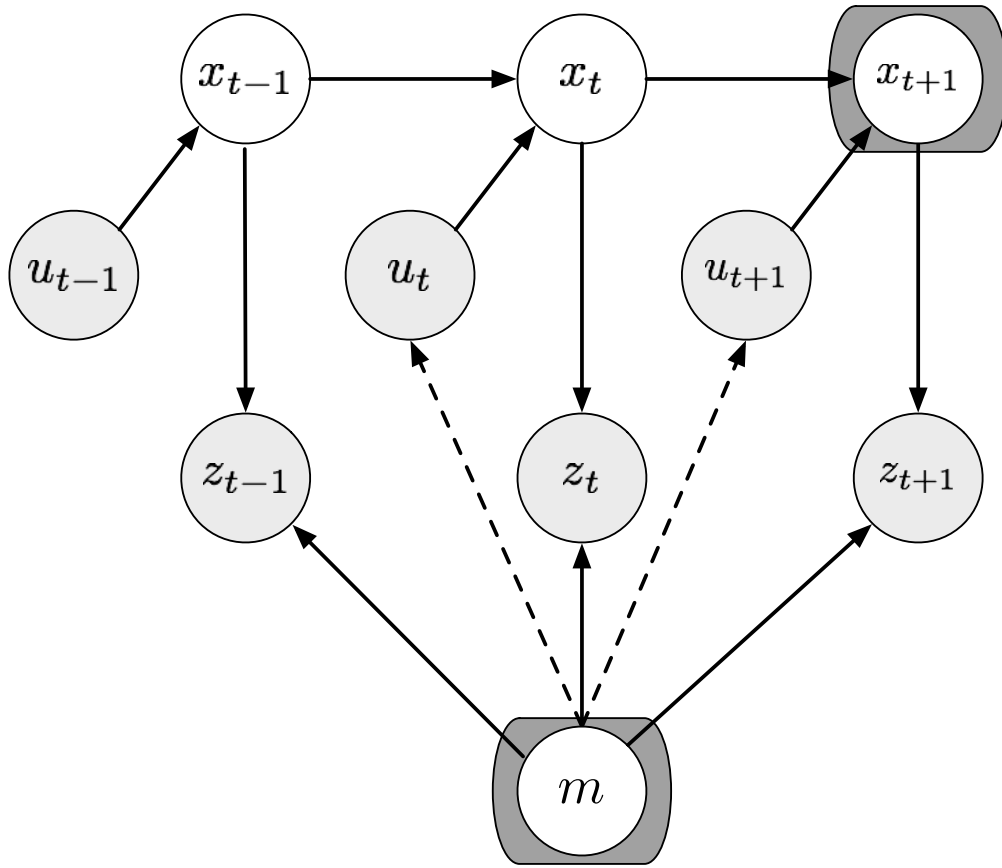 x_{t-1} x_t x_{t+1}
u_{t-1} u_t u_{t+1}
z_{t-1} z_t z_{t+1}
m